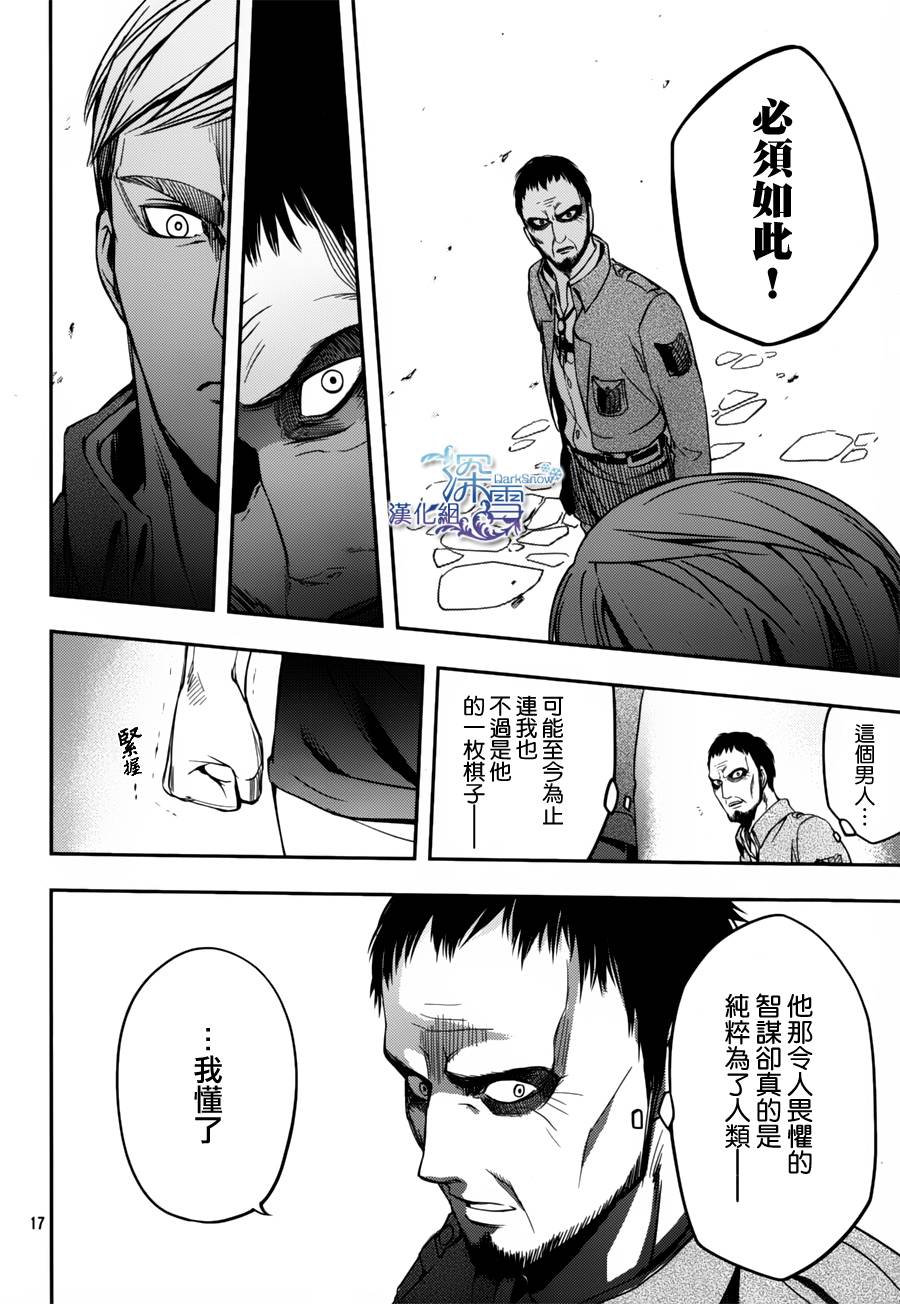 必須如此！
深雪
DarkSnow
漢化組
這個男人…
可能至今為止
連我也
不過是他
的一枚棋子——
緊握！
他那令人畏懼的
智謀卻真的是
純粹為了人類——
…我懂了
17